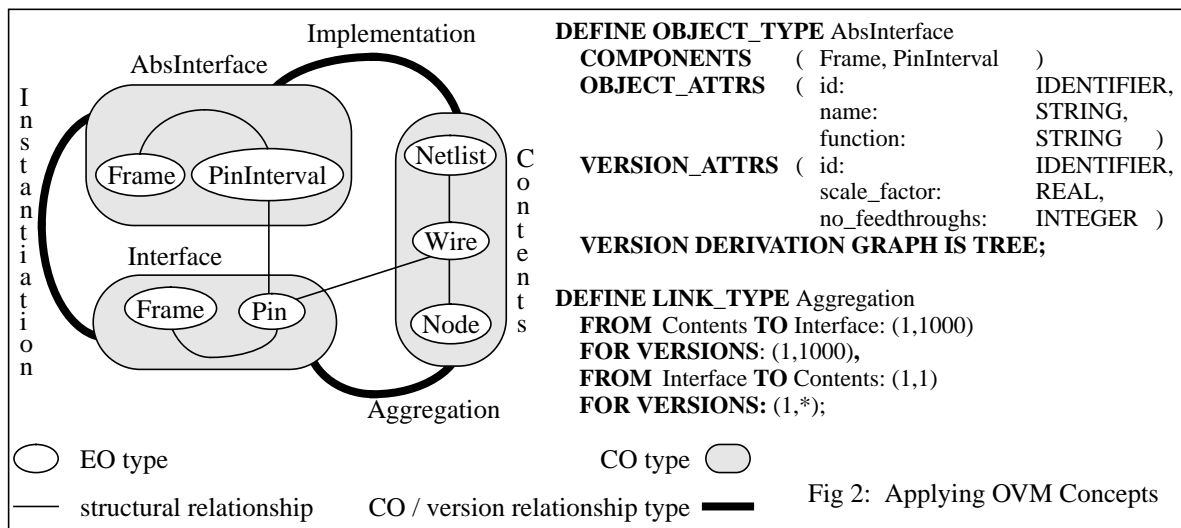 Implementation
AbsInterface
Instantiation
Frame
PinInterval
Netlist
Contents
Wire
Interface
Frame
Pin
Node
Aggregation
EO type
CO type
structural relationship
CO / version relationship type
DEFINE OBJECT_TYPE AbsInterface
COMPONENTS ( Frame, PinInterval )
OBJECT_ATTRS ( id: IDENTIFIER,
name: STRING,
function: STRING )
VERSION_ATTRS ( id: IDENTIFIER,
scale_factor: REAL,
no_feedthroughs: INTEGER )
VERSION DERIVATION GRAPH IS TREE;
DEFINE LINK_TYPE Aggregation
FROM Contents TO Interface: (1,1000)
FOR VERSIONS: (1,1000),
FROM Interface TO Contents: (1,1)
FOR VERSIONS: (1,*);
Fig 2: Applying OVM Concepts